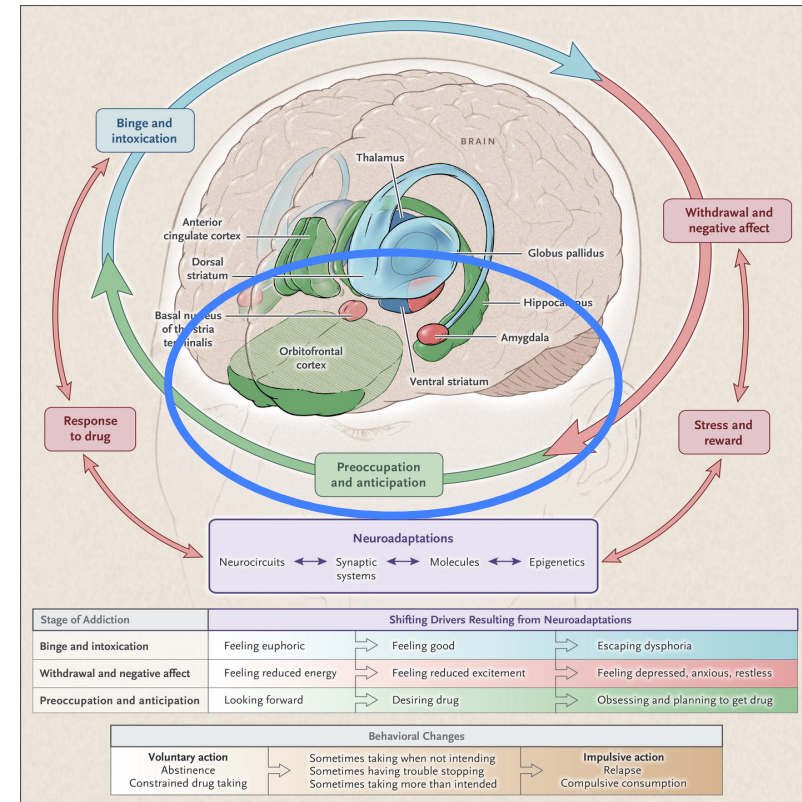 BRAIN
Binge and
intoxication
Thalamus
Withdrawal and
negative affect
Anterior
cingulate cortex
Globus pallidus
Dorsal
striatum
Hippocampus
Basal nucleus
of the stria
terminalis
Amygdala
Orbitofrontal
cortex
Ventral striatum
Response
to drug
Stress and
reward
Preoccupation
and anticipation
Neuroadaptations
Neurocircuits Synaptic systems Molecules Epigenetics
Stage of Addiction Shifting Drivers Resulting from Neuroadaptations
Binge and intoxication Feeling euphoric Feeling good Escaping dysphoria
Withdrawal and negative affect Feeling reduced energy Feeling reduced excitement Feeling depressed, anxious, restless
Preoccupation and anticipation Looking forward Desiring drug Obsessing and planning to get drug
Behavioral Changes
Voluntary action Sometimes taking when not intending Impulsive action
Abstinence Sometimes having trouble stopping Relapse
Constrained drug taking Sometimes taking more than intended Compulsive consumption